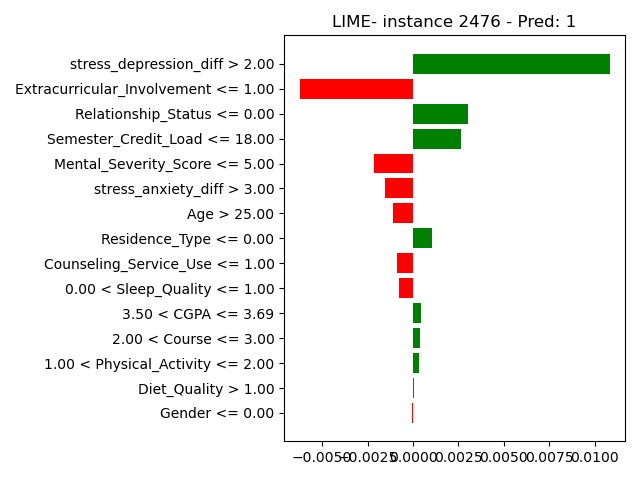 LIME- instance 2476 - Pred: 1
stress_depression_diff > 2.00
Extracurricular_Involvement <= 1.00
Relationship_Status <= 0.00
Semester_Credit_Load <= 18.00
Mental_Severity_Score <= 5.00
stress_anxiety_diff > 3.00
Age > 25.00
Residence_Type <= 0.00
Counseling_Service_Use <= 1.00
0.00 < Sleep_Quality <= 1.00
3.50 < CGPA <= 3.69
2.00 < Course <= 3.00
1.00 < Physical_Activity <= 2.00
Diet_Quality > 1.00
Gender <= 0.00
−0.0050 −0.0025 0.0000 0.0025 0.0050 0.0075 0.0100